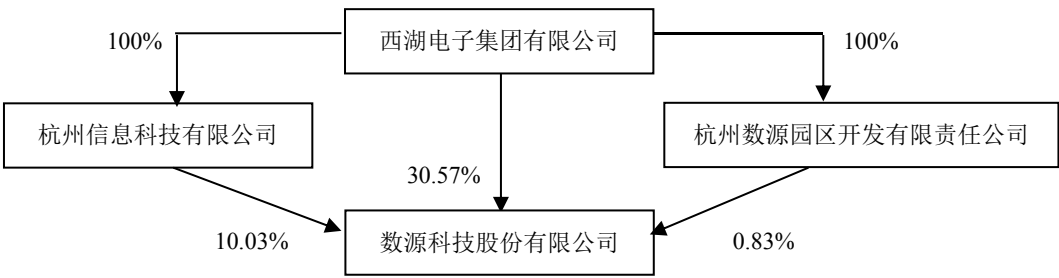 西湖电子集团有限公司
100%
100%
杭州信息科技有限公司
杭州数源园区开发有限责任公司
30.57%
10.03%
数源科技股份有限公司
0.83%